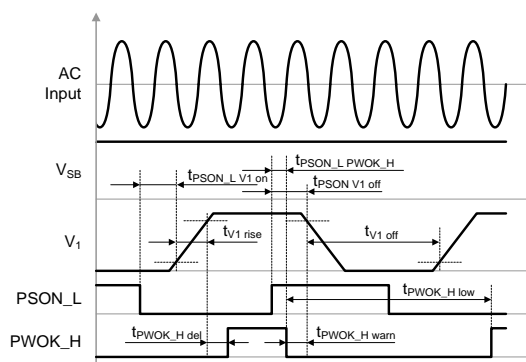 AC
Input
VSB
tPSON_L PWOK_H
tPSON_L V1 on
tPSON V1 off
V1
tV1 rise
tV1 off
PSON_L
tPWOK_H low
PWOK_H
tPWOK_H del
tPWOK_H warn